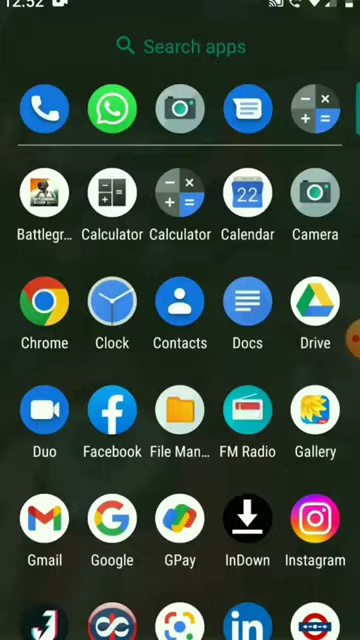 12:52
Search apps
Battlegr... Calculator Calculator Calendar Camera
22
Chrome Clock Contacts Docs Drive
Duo Facebook File Man... FM Radio Gallery
Gmail Google GPay InDown Instagram
in